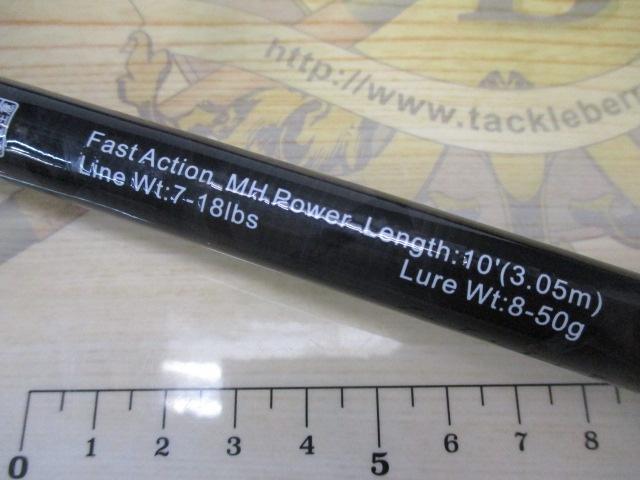 http://www.tackleberr
Fast Action MH Power Length:10'(3.05m)
Line Wt:7-18lbs
Lure Wt:8-50g
0 1 2 3 4 5 6 7 8